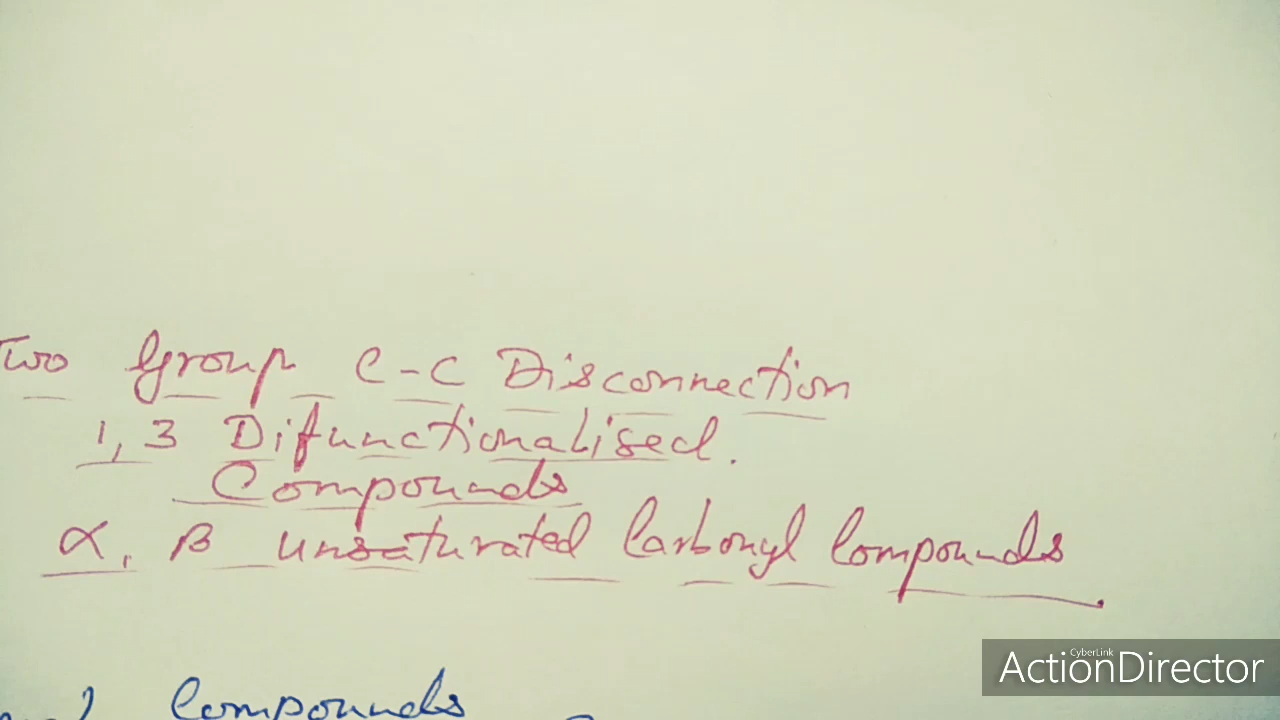 Two Group C-C Disconnection
1, 3 Difunctionalised.
Compounds
α, β unsaturated Carbonyl Compounds
Compounds
CyberLink
ActionDirector